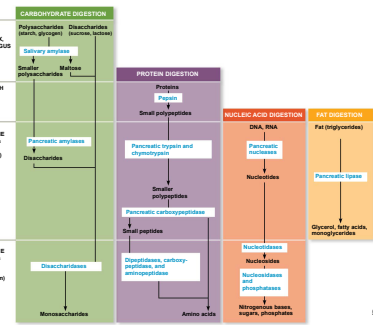 CARBOHYDRATE DIGESTION
Polysaccharides Disaccharides
(starch, glycogen) (sucrose, lactose)
Salivary amylase
Smaller Maltose
polysaccharides
Pancreatic amylases
Disaccharides
Disaccharidases
Monosaccharides
PROTEIN DIGESTION
Proteins
Pepsin
Small polypeptides
Pancreatic trypsin and
chymotrypsin
Smaller
polypeptides
Pancreatic carboxypeptidase
Small peptides
Dipeptidases, carboxy-
peptidase, and
aminopeptidase
Amino acids
NUCLEIC ACID DIGESTION
DNA, RNA
Pancreatic
nucleases
Nucleotides
Nucleotidases
Nucleosides
Nucleosidases
and
phosphatases
Nitrogenous bases,
sugars, phosphates
FAT DIGESTION
Fat (triglycerides)
Pancreatic lipase
Glycerol, fatty acids,
monoglycerides